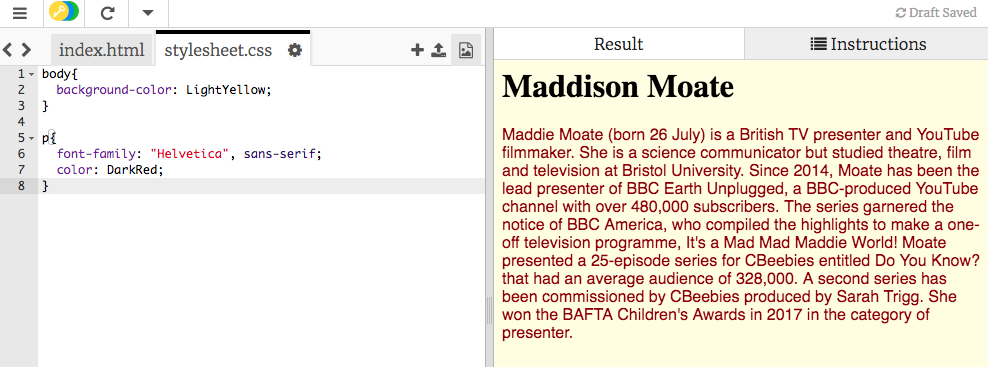 Draft Saved
index.html
stylesheet.css
Result
Instructions
1 body{
2 background-color: LightYellow;
3 }
4
5 p{
6 font-family: "Helvetica", sans-serif;
7 color: DarkRed;
8 }
Maddison Moate
Maddie Moate (born 26 July) is a British TV presenter and YouTube
filmmaker. She is a science communicator but studied theatre, film
and television at Bristol University. Since 2014, Moate has been the
lead presenter of BBC Earth Unplugged, a BBC-produced YouTube
channel with over 480,000 subscribers. The series garnered the
notice of BBC America, who compiled the highlights to make a one-
off television programme, It's a Mad Mad Maddie World! Moate
presented a 25-episode series for CBeebies entitled Do You Know?
that had an average audience of 328,000. A second series has
been commissioned by CBeebies produced by Sarah Trigg. She
won the BAFTA Children's Awards in 2017 in the category of
presenter.